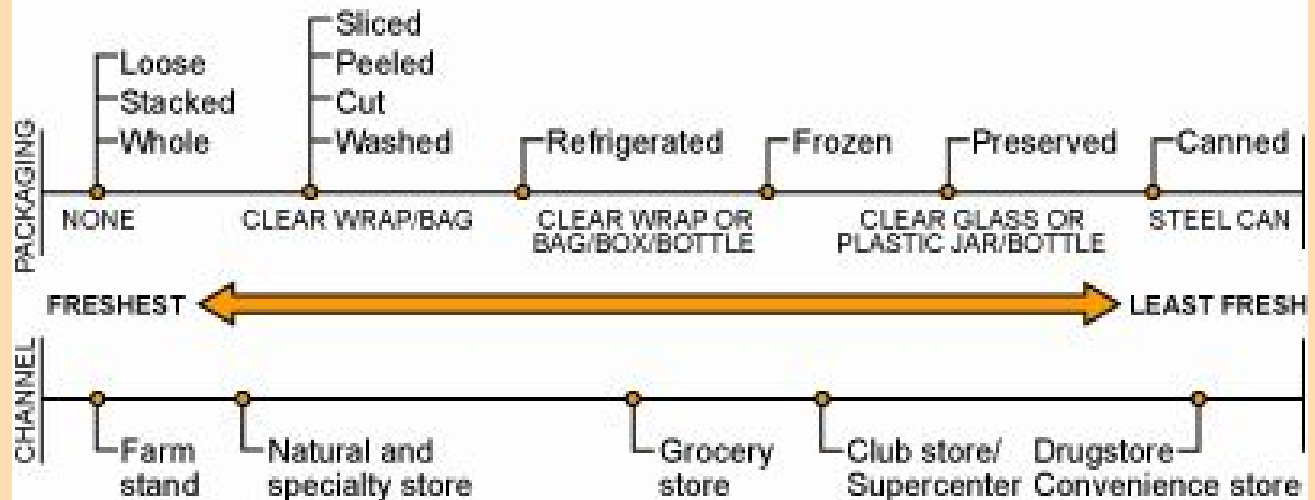 Sliced
Loose
Peeled
Stacked
Cut
Whole
Washed
Refrigerated
Frozen
Preserved
Canned
PACKAGING
NONE
CLEAR WRAP/BAG
CLEAR WRAP OR
BAG/BOX/BOTTLE
CLEAR GLASS OR
PLASTIC JAR/BOTTLE
STEEL CAN
FRESHEST
LEAST FRESH
CHANNEL
Farm
stand
Natural and
specialty store
Grocery
store
Club store/
Supercenter
Drugstore
Convenience store